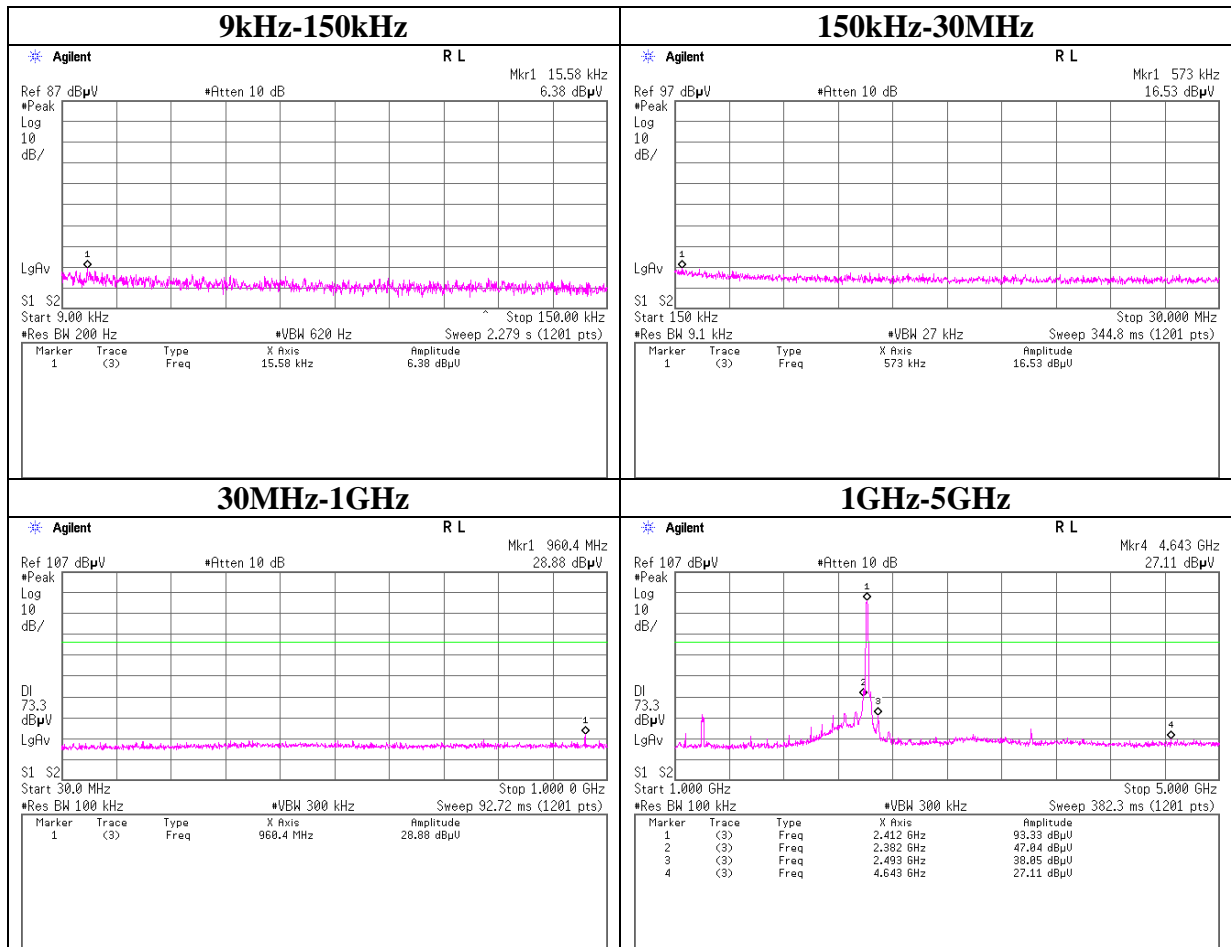 9kHz-150kHz
Agilent R L
Mkr1 15.58 kHz
Ref 87 dBµV #Atten 10 dB 6.38 dBµV
#Peak
Log
10
dB/
1
LgAv
S1 S2
Start 9.00 kHz ^ Stop 150.00 kHz
#Res BW 200 Hz #VBW 620 Hz Sweep 2.279 s (1201 pts)
Marker Trace Type X Axis Amplitude
1 (3) Freq 15.58 kHz 6.38 dBµV
150kHz-30MHz
Agilent R L
Mkr1 573 kHz
Ref 97 dBµV #Atten 10 dB 16.53 dBµV
#Peak
Log
10
dB/
1
LgAv
S1 S2
Start 150 kHz Stop 30.000 MHz
#Res BW 9.1 kHz #VBW 27 kHz Sweep 344.8 ms (1201 pts)
Marker Trace Type X Axis Amplitude
1 (3) Freq 573 kHz 16.53 dBµV
30MHz-1GHz
Agilent R L
Mkr1 960.4 MHz
Ref 107 dBµV #Atten 10 dB 28.88 dBµV
#Peak
Log
10
dB/
DI
73.3
dBµV
1
LgAv
S1 S2
Start 30.0 MHz Stop 1.000 0 GHz
#Res BW 100 kHz #VBW 300 kHz Sweep 92.72 ms (1201 pts)
Marker Trace Type X Axis Amplitude
1 (3) Freq 960.4 MHz 28.88 dBµV
1GHz-5GHz
Agilent R L
Mkr4 4.643 GHz
Ref 107 dBµV #Atten 10 dB 27.11 dBµV
#Peak
1
Log
10
dB/
2
DI
73.3
3
dBµV
4
LgAv
S1 S2
Start 1.000 GHz Stop 5.000 GHz
#Res BW 100 kHz #VBW 300 kHz Sweep 382.3 ms (1201 pts)
Marker Trace Type X Axis Amplitude
1 (3) Freq 2.412 GHz 93.33 dBµV
2 (3) Freq 2.382 GHz 47.04 dBµV
3 (3) Freq 2.493 GHz 38.05 dBµV
4 (3) Freq 4.643 GHz 27.11 dBµV